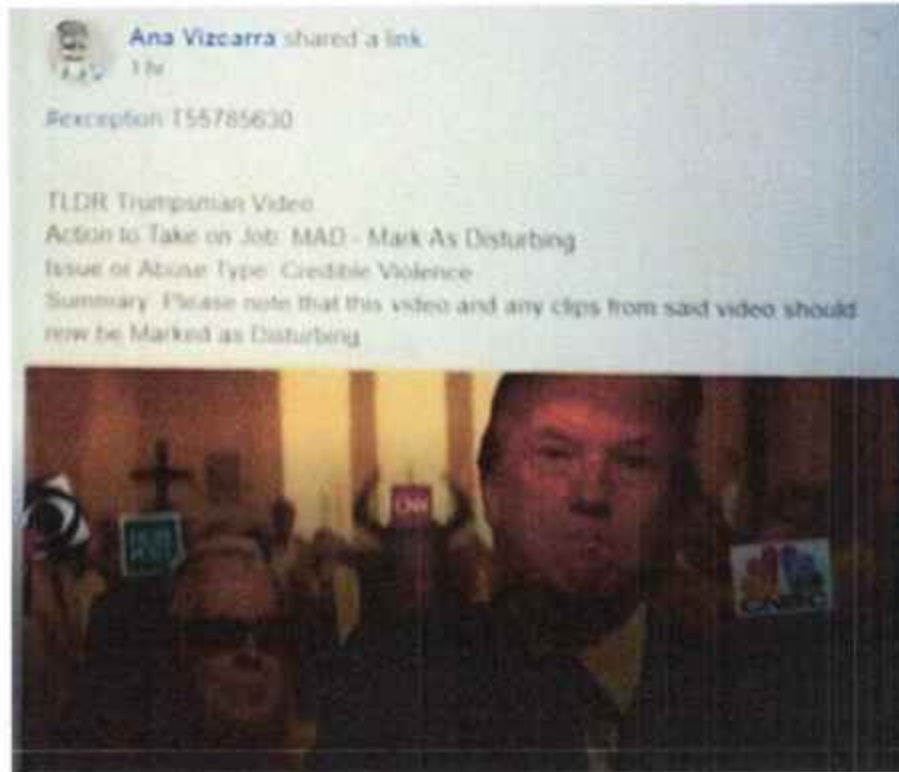 Ana Vizcarra shared a link
1 hr
#exception T55785630
TLDR Trumpsman Video
Action to Take on Job: MAD - Mark As Disturbing
Issue or Abuse Type: Credible Violence
Summary: Please note that this video and any clips from said video should
now be Marked as Disturbing
CNN
CNBC